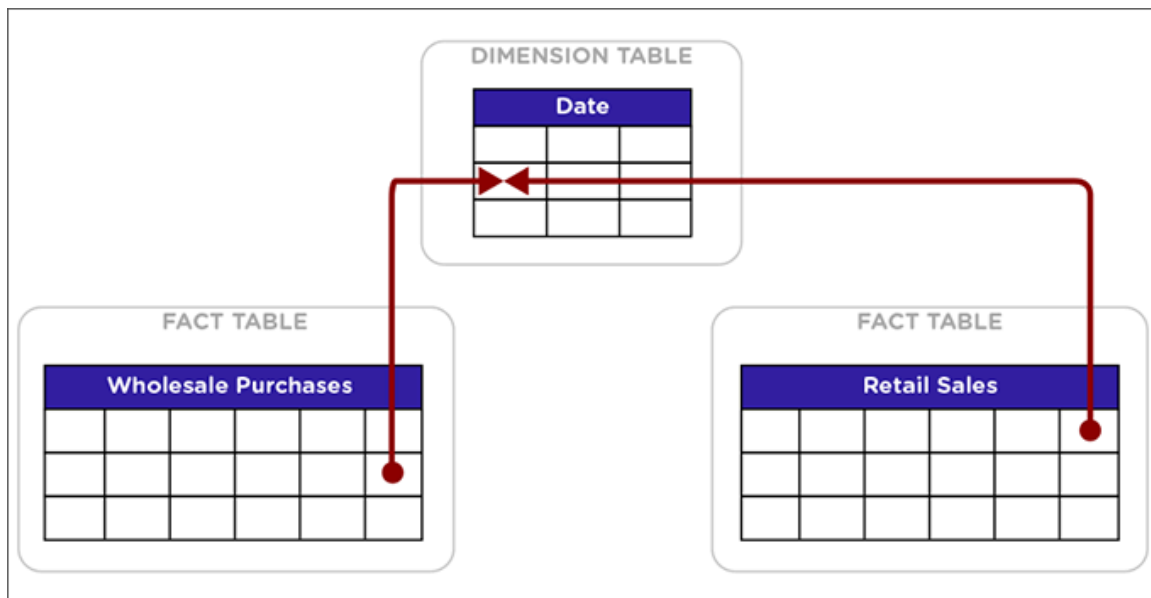 DIMENSION TABLE
Date
FACT TABLE
Wholesale Purchases
FACT TABLE
Retail Sales